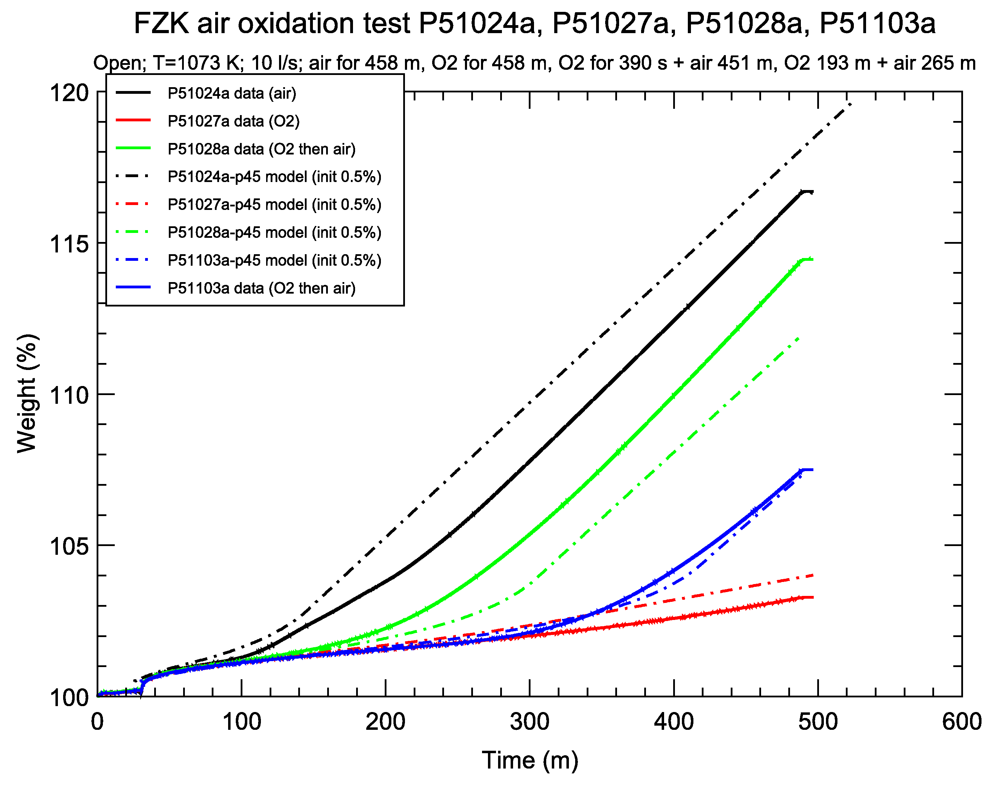 FZK air oxidation test P51024a, P51027a, P51028a, P51103a
Open; T=1073 K; 10 l/s; air for 458 m, O2 for 458 m, O2 for 390 s + air 451 m, O2 193 m + air 265 m
P51024a data (air)
P51027a data (O2)
P51028a data (O2 then air)
P51024a-p45 model (init 0.5%)
P51027a-p45 model (init 0.5%)
P51028a-p45 model (init 0.5%)
P51103a-p45 model (init 0.5%)
P51103a data (O2 then air)
120
115
110
105
100
Weight (%)
0 100 200 300 400 500 600
Time (m)